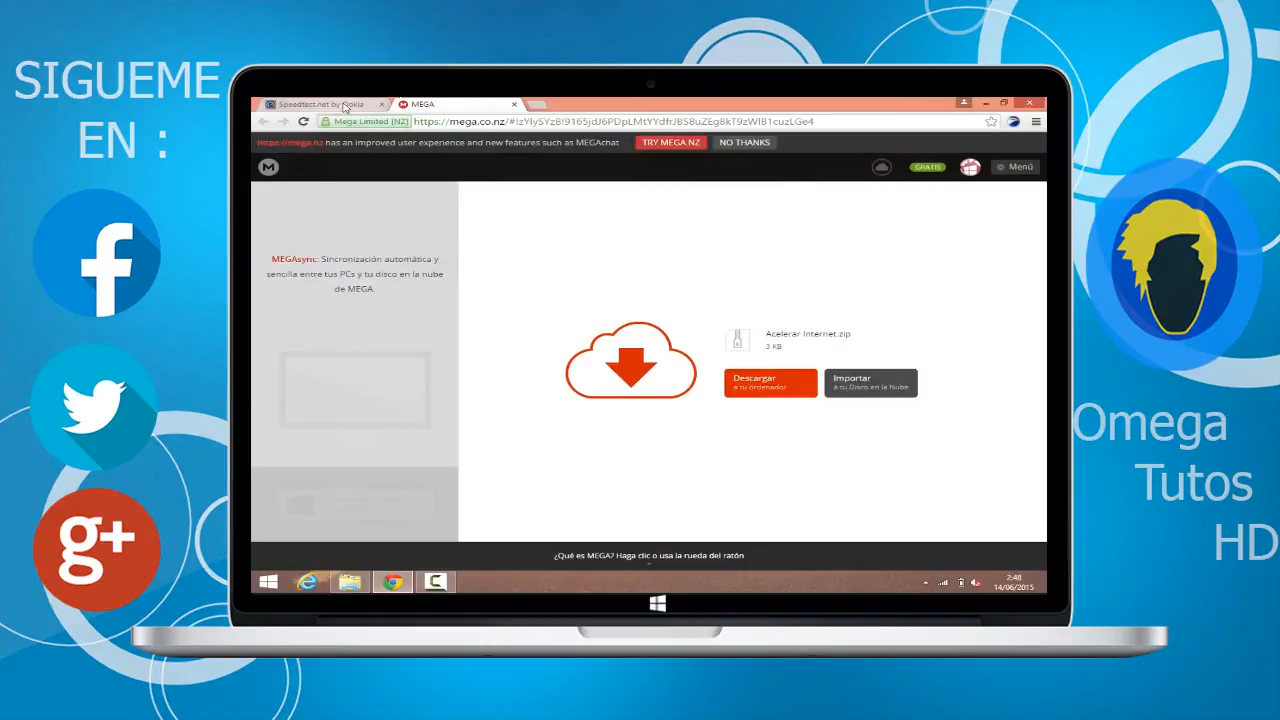 SIGUEME
EN :
Omega
Tutos
HD
Speedtest.net by Ookla
MEGA
Mega Limited [NZ]
https://mega.nz has an improved user experience and new features such as MEGAchat
TRY MEGA.NZ
NO THANKS
GRATIS
Menú
MEGAsync: Sincronización automática y
sencilla entre tus PCs y tu disco en la nube
de MEGA.
Acelerar Internet.zip
3 KB
Descargar
a tu ordenador
Importar
a tu Disco en la Nube
¿Qué es MEGA? Haga clic o usa la rueda del ratón
2:48
14/06/2015